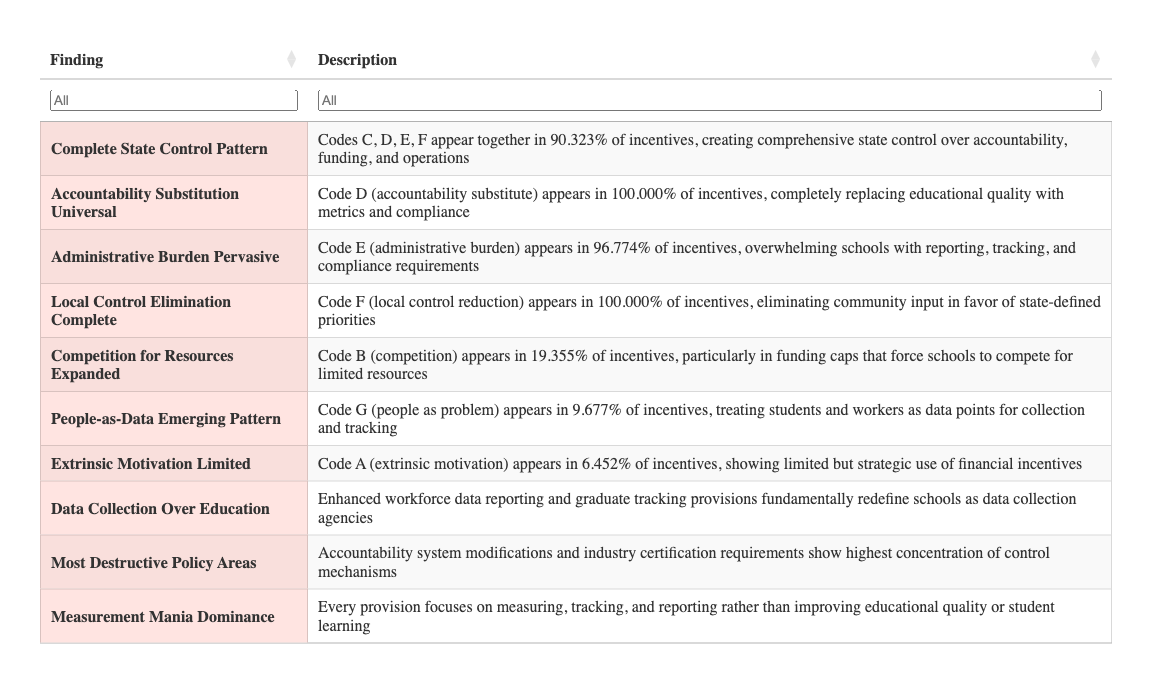 Finding
Description
All
All
Complete State Control Pattern
Codes C, D, E, F appear together in 90.323% of incentives, creating comprehensive state control over accountability,
funding, and operations
Accountability Substitution
Universal
Code D (accountability substitute) appears in 100.000% of incentives, completely replacing educational quality with
metrics and compliance
Administrative Burden Pervasive
Code E (administrative burden) appears in 96.774% of incentives, overwhelming schools with reporting, tracking, and
compliance requirements
Local Control Elimination
Complete
Code F (local control reduction) appears in 100.000% of incentives, eliminating community input in favor of state-defined
priorities
Competition for Resources
Expanded
Code B (competition) appears in 19.355% of incentives, particularly in funding caps that force schools to compete for
limited resources
People-as-Data Emerging Pattern
Code G (people as problem) appears in 9.677% of incentives, treating students and workers as data points for collection
and tracking
Extrinsic Motivation Limited
Code A (extrinsic motivation) appears in 6.452% of incentives, showing limited but strategic use of financial incentives
Data Collection Over Education
Enhanced workforce data reporting and graduate tracking provisions fundamentally redefine schools as data collection
agencies
Most Destructive Policy Areas
Accountability system modifications and industry certification requirements show highest concentration of control
mechanisms
Measurement Mania Dominance
Every provision focuses on measuring, tracking, and reporting rather than improving educational quality or student
learning